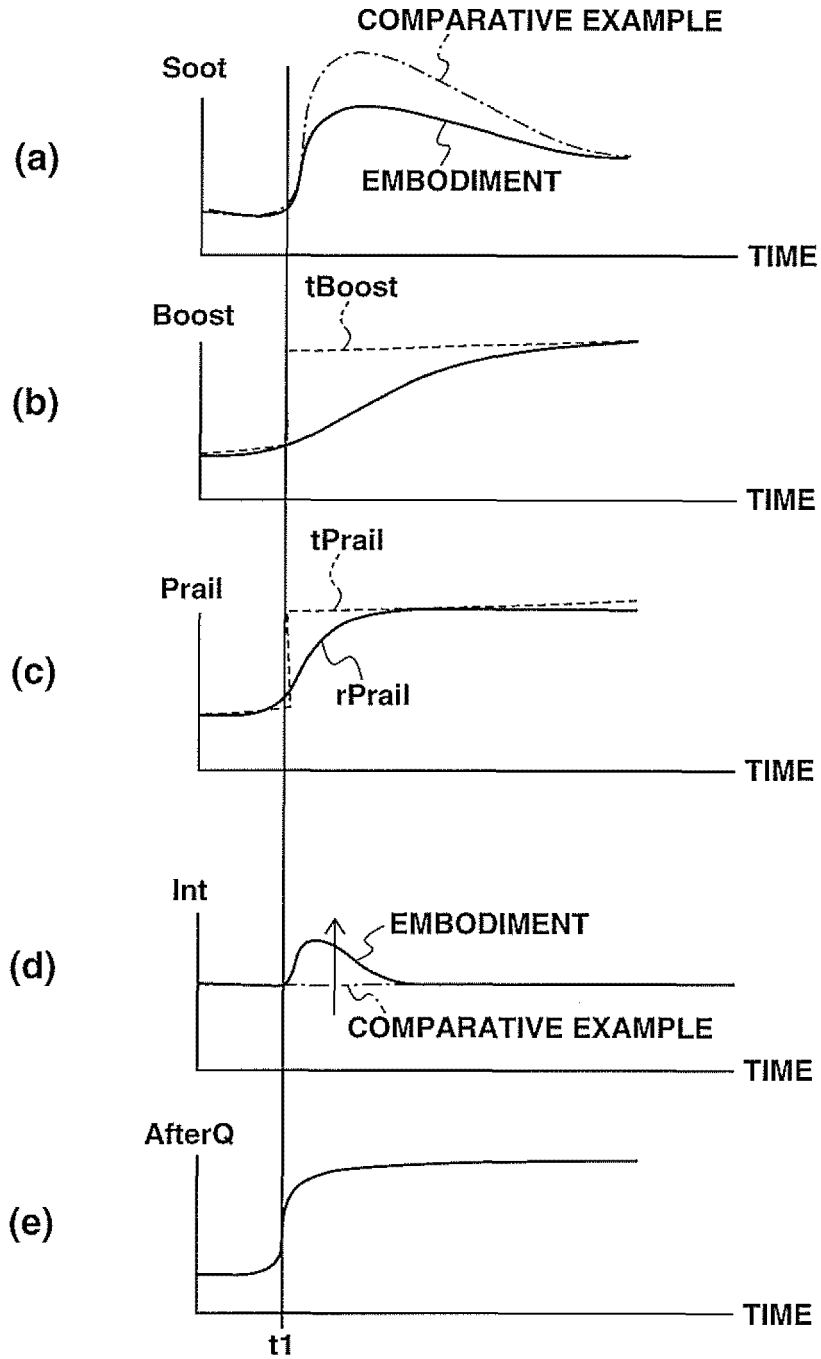 COMPARATIVE EXAMPLE
Soot
(a)
EMBODIMENT
TIME
tBoost
Boost
(b)
TIME
tPrail
Prail
(c)
rPrail
TIME
Int
EMBODIMENT
(d)
COMPARATIVE EXAMPLE
TIME
AfterQ
(e)
TIME
t1